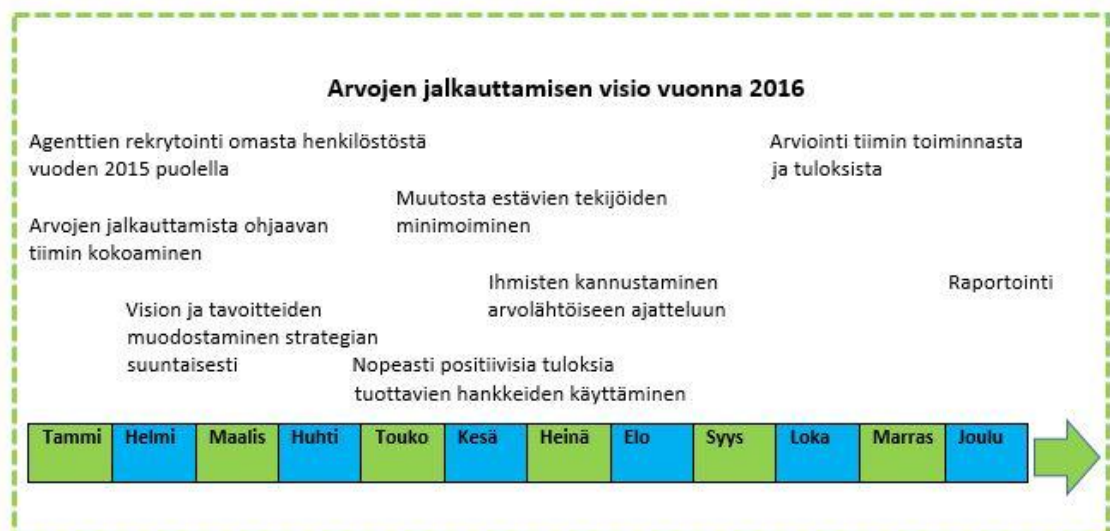 Arvojen jalkauttamisen visio vuonna 2016
Agenttien rekrytointi omasta henkilöstöstä
vuoden 2015 puolella
Arviointi tiimin toiminnasta
ja tuloksista
Muutosta estävien tekijöiden
minimoiminen
Arvojen jalkauttamista ohjaavan
tiimin kokoaminen
Ihmisten kannustaminen
arvolähtöiseen ajatteluun
Raportointi
Vision ja tavoitteiden
muodostaminen strategian
suuntaisesti
Nopeasti positiivisia tuloksia
tuottavien hankkeiden käyttäminen
Tammi Helmi Maalis Huhti Touko Kesä Heinä Elo Syys Loka Marras Joulu